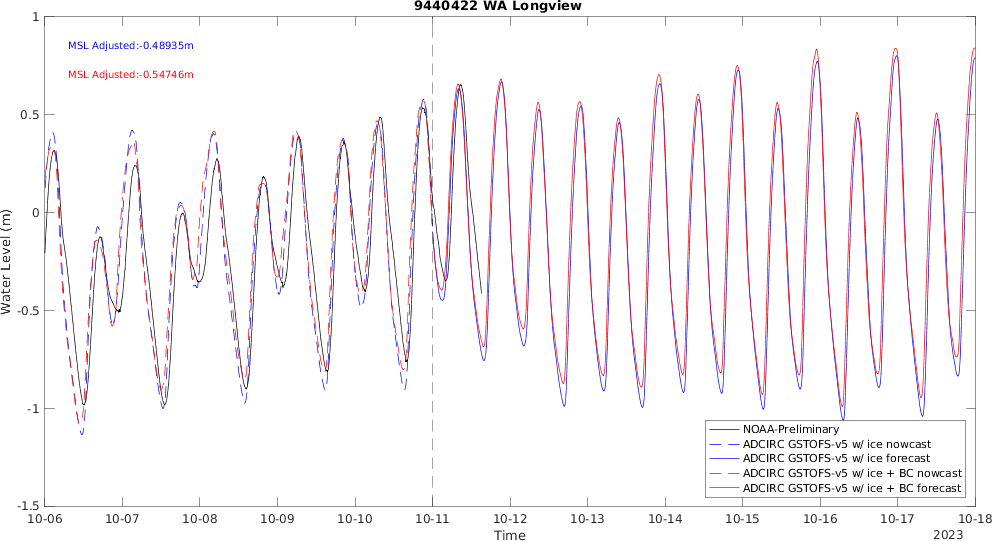 9440422 WA Longview
MSL Adjusted:-0.48935m
MSL Adjusted:-0.54746m
Water Level (m)
1
0.5
0
-0.5
-1
-1.5
NOAA-Preliminary
ADCIRC GSTOFS-v5 w/ ice nowcast
ADCIRC GSTOFS-v5 w/ ice forecast
ADCIRC GSTOFS-v5 w/ ice + BC nowcast
ADCIRC GSTOFS-v5 w/ ice + BC forecast
10-06 10-07 10-08 10-09 10-10 10-11 10-12 10-13 10-14 10-15 10-16 10-17 10-18
Time
2023